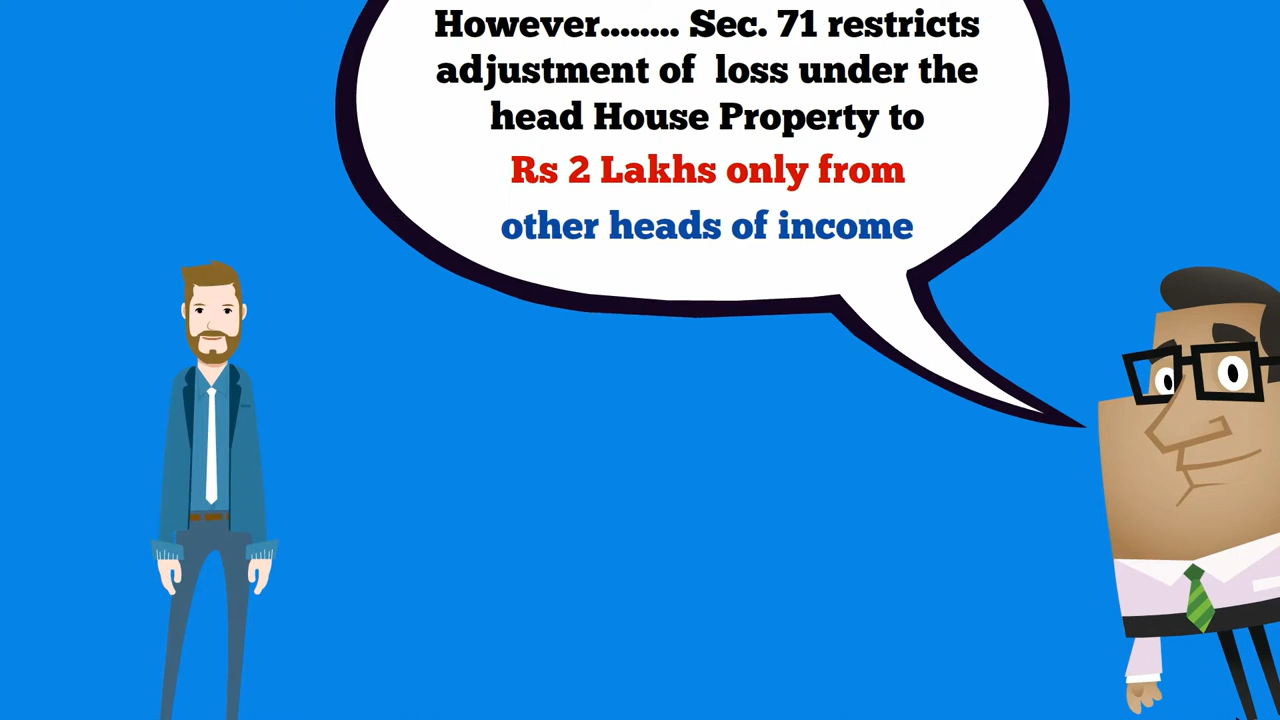 However........ Sec. 71 restricts
adjustment of loss under the
head House Property to
Rs 2 Lakhs only from
other heads of income